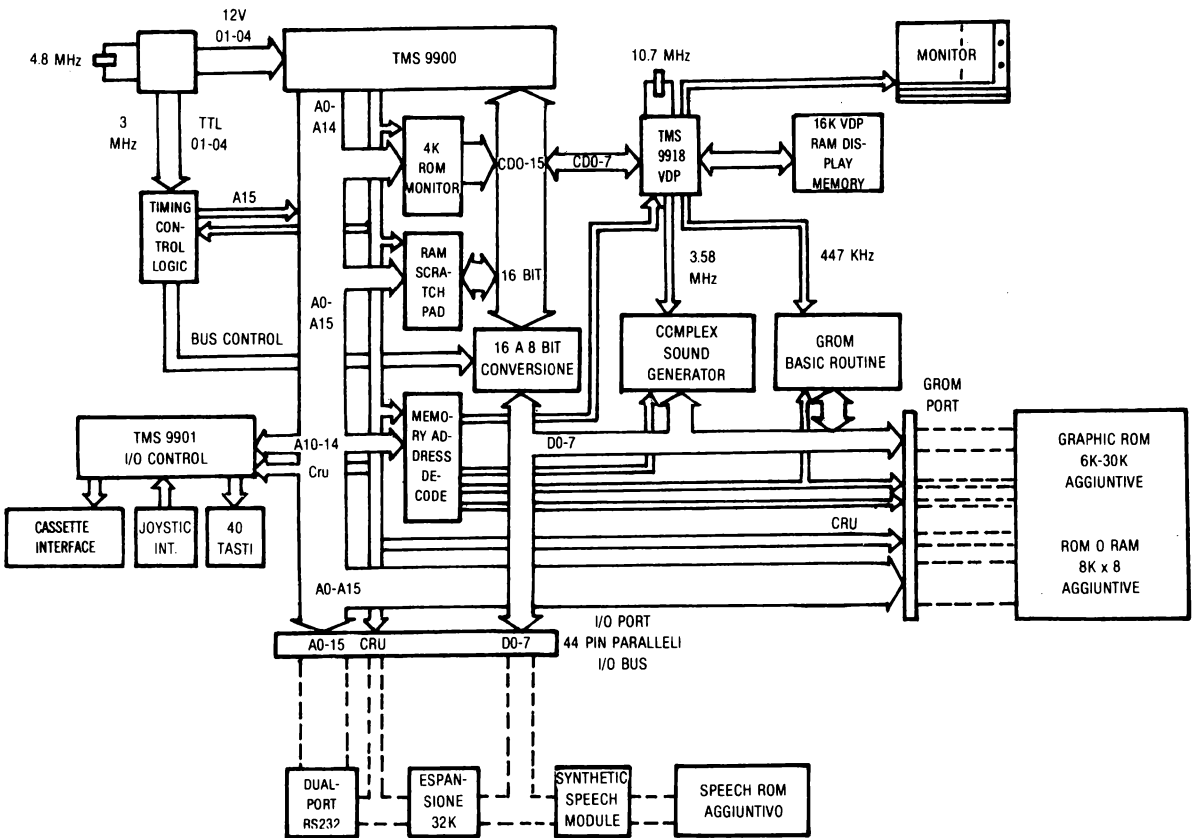 12V
01-04
TMS 9900
4.8 MHz
10.7 MHz
MONITOR
3
MHz
TTL
01-04
A0-
A14
4K
ROM
MONITOR
CD0-15
CD0-7
TMS
9918
VDP
16K VDP
RAM DIS-
PLAY
MEMORY
TIMING
CON-
TROL
LOGIC
A15
RAM
SCRA-
TCH
PAD
16 BIT
3.58
MHz
447 KHz
A0-
A15
BUS CONTROL
16 A 8 BIT
CONVERSIONE
CCMPLEX
SOUND
GENERATOR
GROM
BASIC ROUTINE
GROM
PORT
TMS 9901
I/O CONTROL
A10-14
Cru
MEMO-
RY AD-
DRESS
DE-
CODE
D0-7
GRAPHIC ROM
6K-30K
AGGIUNTIVE
CASSETTE
INTERFACE
JOYSTIC
INT.
40
TASTI
CRU
ROM O RAM
8K x 8
AGGIUNTIVE
A0-A15
I/O PORT
44 PIN PARALLELI
I/O BUS
A0-15 CRU D0-7
DUAL-
PORT
RS232
ESPAN-
SIONE
32K
SYNTHETIC
SPEECH
MODULE
SPEECH ROM
AGGIUNTIVO